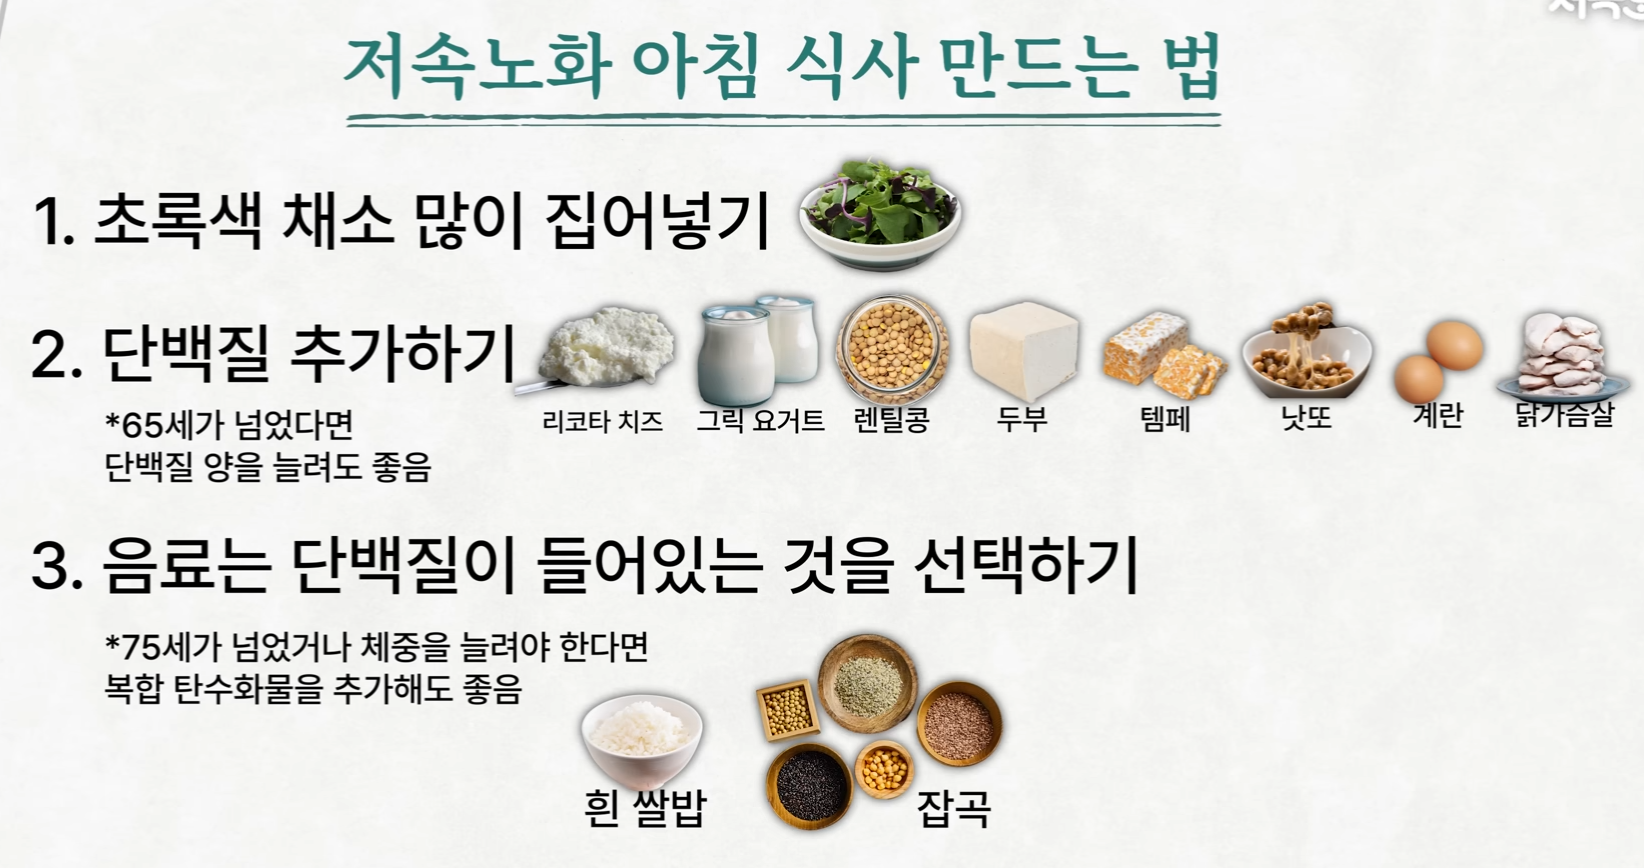 저속노화 아침 식사 만드는 법
1. 초록색 채소 많이 집어넣기
2. 단백질 추가하기
*65세가 넘었다면
단백질 양을 늘려도 좋음
리코타 치즈 그릭 요거트 렌틸콩 두부 템페 낫또 계란 닭가슴살
3. 음료는 단백질이 들어있는 것을 선택하기
*75세가 넘었거나 체중을 늘려야 한다면
복합 탄수화물을 추가해도 좋음
흰 쌀밥 잡곡